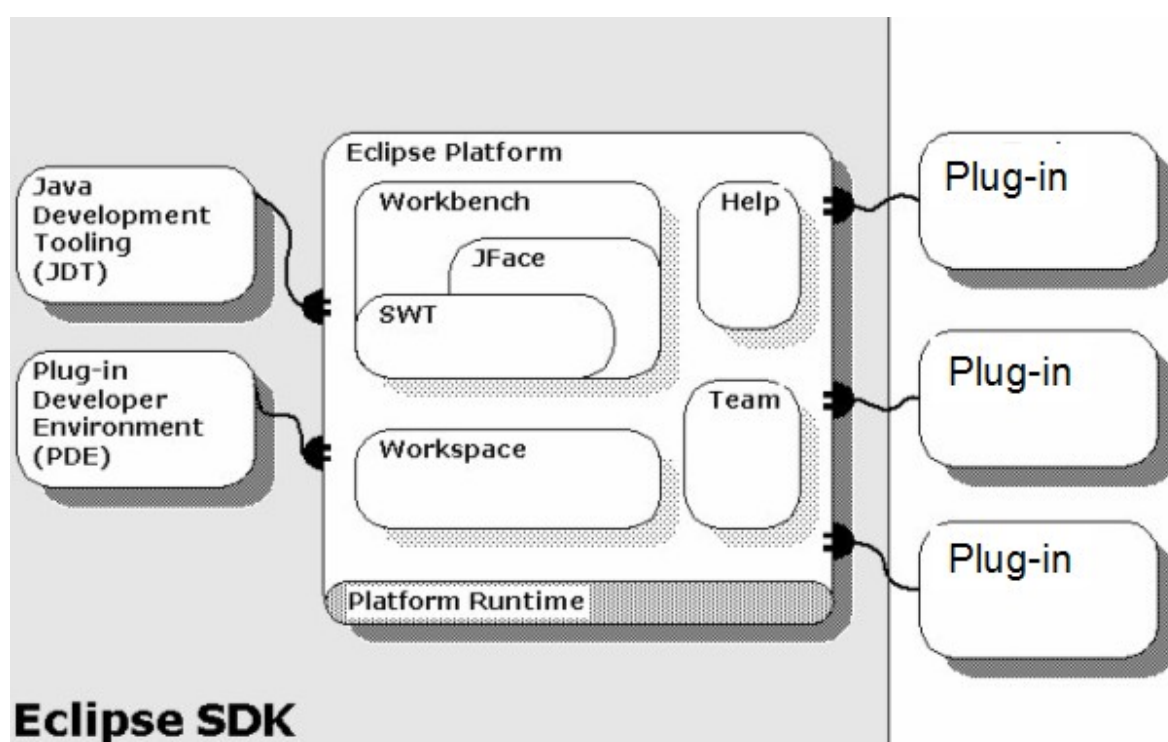 Eclipse Platform
Java
Development
Tooling
(JDT)
Plug-in
Developer
Environment
(PDE)
Workbench
JFace
SWT
Workspace
Help
Team
Platform Runtime
Plug-in
Plug-in
Plug-in
Eclipse SDK